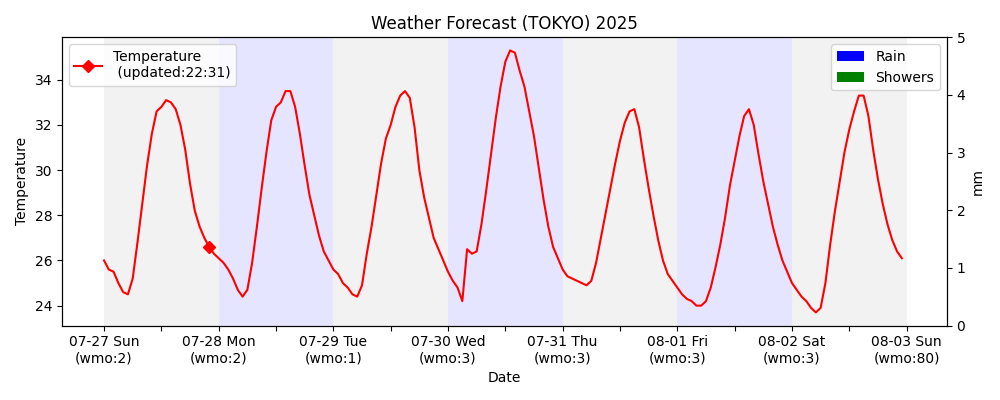 Weather Forecast (TOKYO) 2025
Temperature
(updated:22:31)
Rain
Showers
Temperature
34
32
30
28
26
24
5
4
3
2
1
0
mm
07-27 Sun
(wmo:2)
07-28 Mon
(wmo:2)
07-29 Tue
(wmo:1)
07-30 Wed
(wmo:3)
07-31 Thu
(wmo:3)
08-01 Fri
(wmo:3)
08-02 Sat
(wmo:3)
08-03 Sun
(wmo:80)
Date